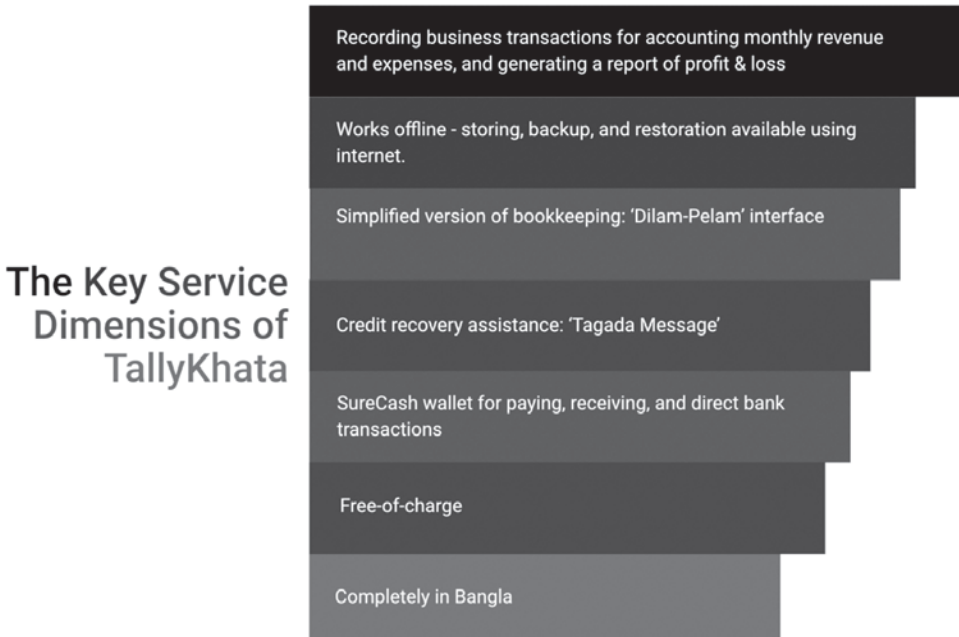 The Key Service
Dimensions of
TallyKhata
Recording business transactions for accounting monthly revenue
and expenses, and generating a report of profit & loss
Works offline - storing, backup, and restoration available using
internet.
Simplified version of bookkeeping: ‘Dilam-Pelam’ interface
Credit recovery assistance: ‘Tagada Message’
SureCash wallet for paying, receiving, and direct bank
transactions
Free-of-charge
Completely in Bangla